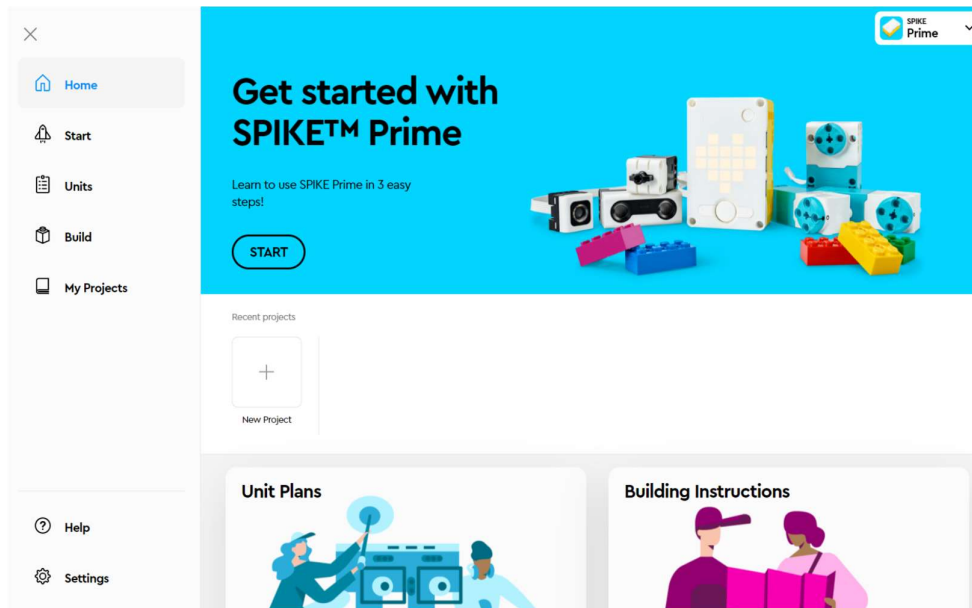 Home
Start
Units
Build
My Projects
Help
Settings
SPIKE
Prime
Get started with
SPIKE™ Prime
Learn to use SPIKE Prime in 3 easy
steps!
START
Recent projects
New Project
Unit Plans
Building Instructions